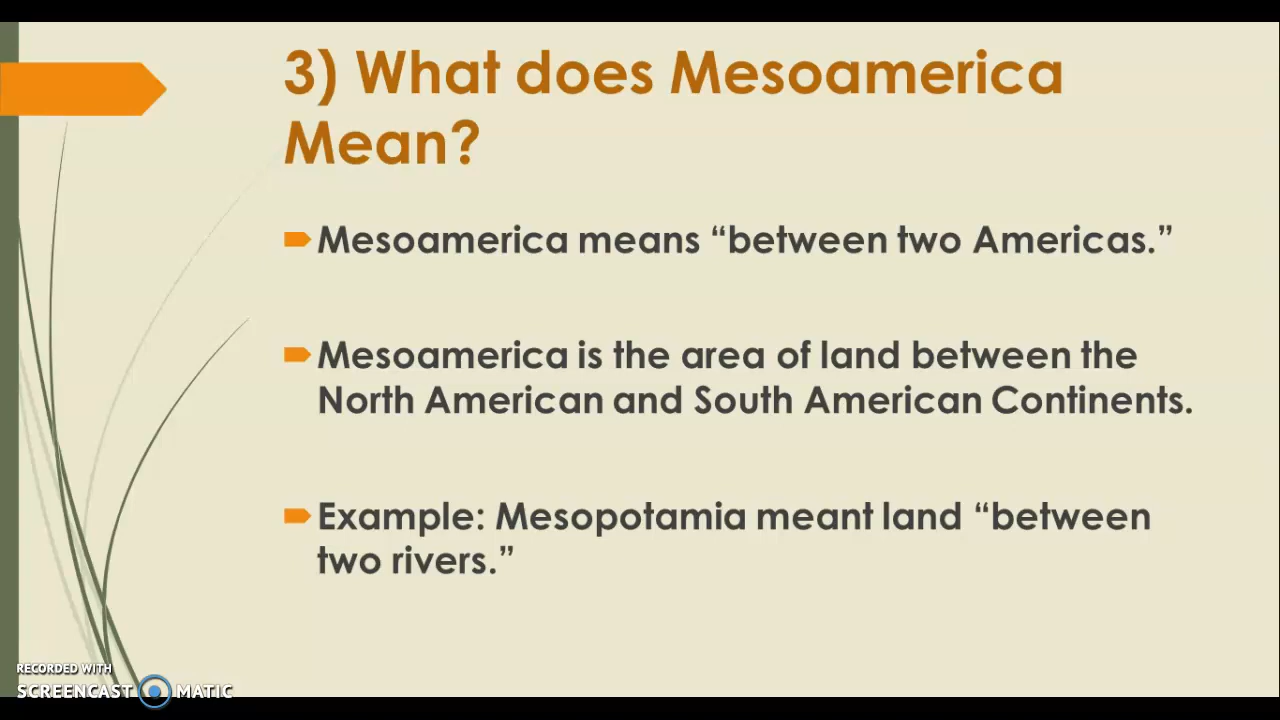 3) What does Mesoamerica
Mean?
Mesoamerica means “between two Americas.”
Mesoamerica is the area of land between the
North American and South American Continents.
Example: Mesopotamia meant land “between
two rivers.”
RECORDED WITH
SCREENCAST MATIC